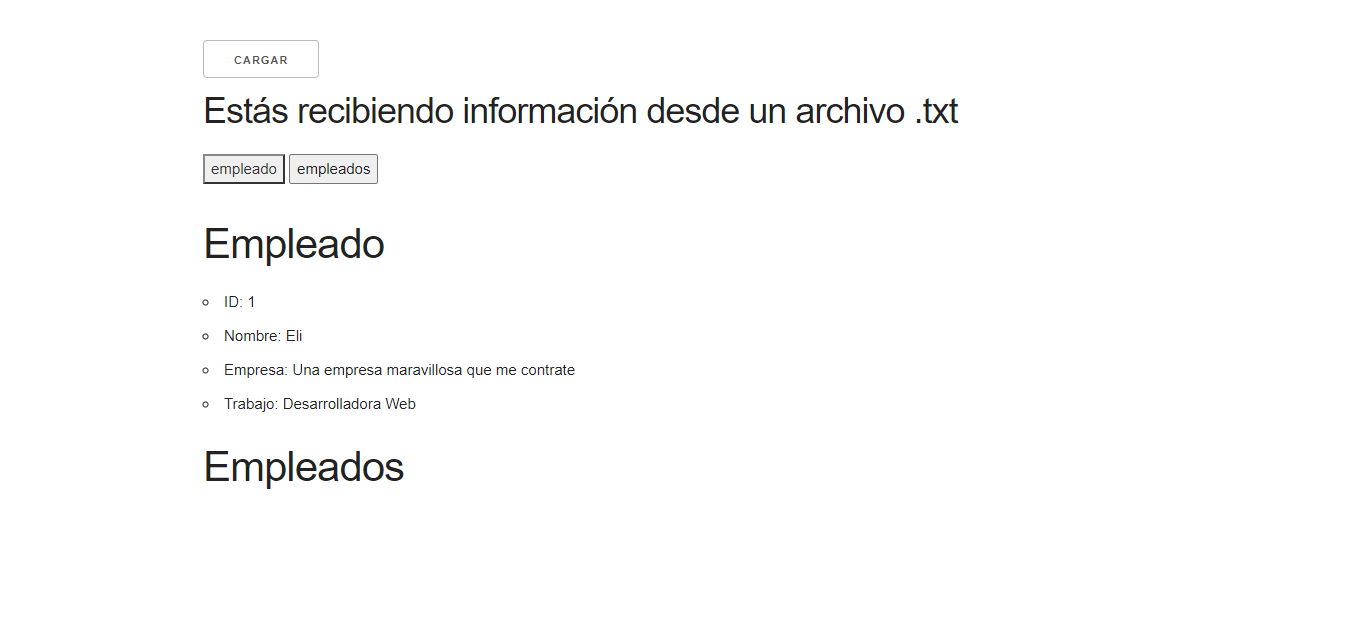 CARGAR
Estás recibiendo información desde un archivo .txt
empleado empleados
Empleado
ID: 1
Nombre: Eli
Empresa: Una empresa maravillosa que me contrate
Trabajo: Desarrolladora Web
Empleados